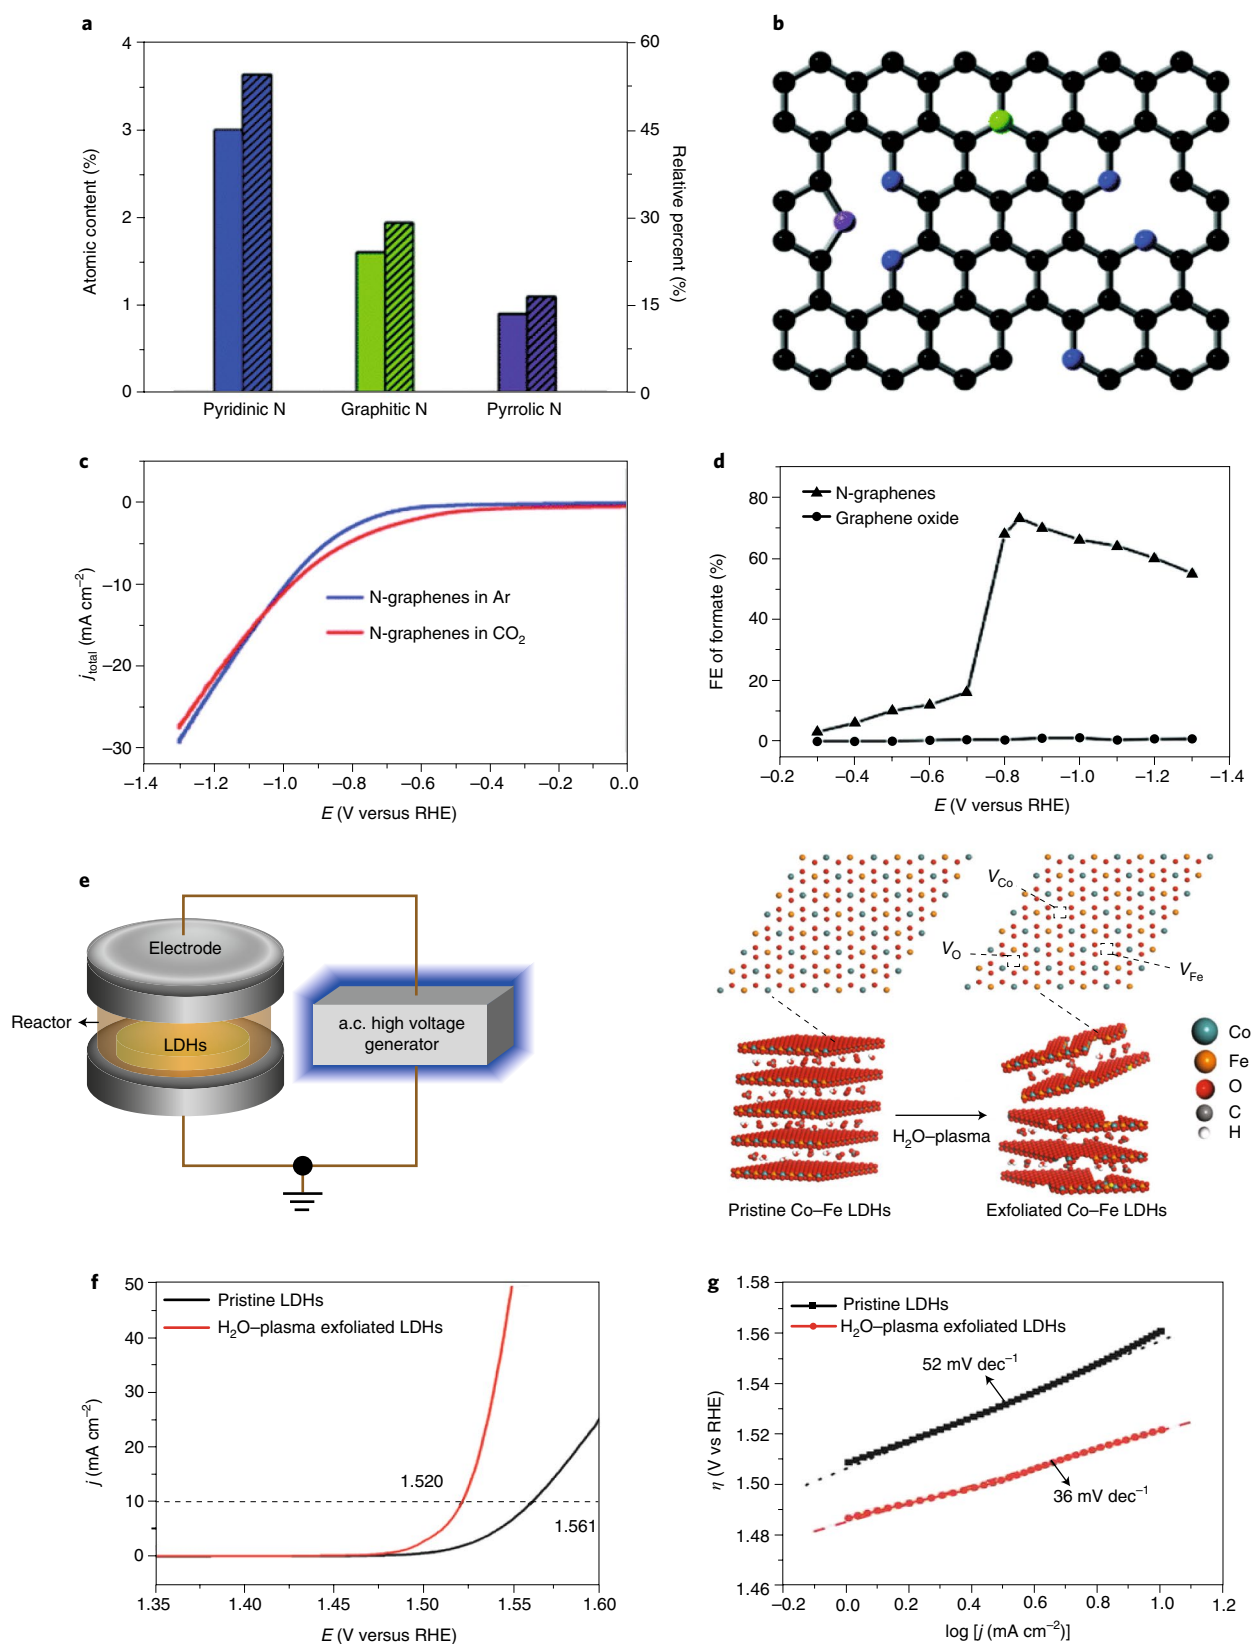 a
4
3
2
1
0
Atomic content (%)
60
45
30
15
0
Relative percent (%)
Pyridinic N
Graphitic N
Pyrrolic N
b
c
0
−10
−20
−30
j_total (mA cm⁻²)
N-graphenes in Ar
N-graphenes in CO₂
−1.4
−1.2
−1.0
−0.8
−0.6
−0.4
−0.2
0.0
E (V versus RHE)
d
80
60
40
20
0
FE of formate (%)
N-graphenes
Graphene oxide
−0.2
−0.4
−0.6
−0.8
−1.0
−1.2
−1.4
E (V versus RHE)
e
Electrode
Reactor
LDHs
a.c. high voltage
generator
V_Co
V_O
V_Fe
H₂O–plasma
Pristine Co–Fe LDHs
Exfoliated Co–Fe LDHs
Co
Fe
O
C
H
f
50
40
30
20
10
0
j (mA cm⁻²)
Pristine LDHs
H₂O–plasma exfoliated LDHs
1.520
1.561
1.35
1.40
1.45
1.50
1.55
1.60
E (V versus RHE)
g
1.58
1.56
1.54
1.52
1.50
1.48
1.46
η (V vs RHE)
Pristine LDHs
H₂O–plasma exfoliated LDHs
52 mV dec⁻¹
36 mV dec⁻¹
−0.2
0.0
0.2
0.4
0.6
0.8
1.0
1.2
log [j (mA cm⁻²)]